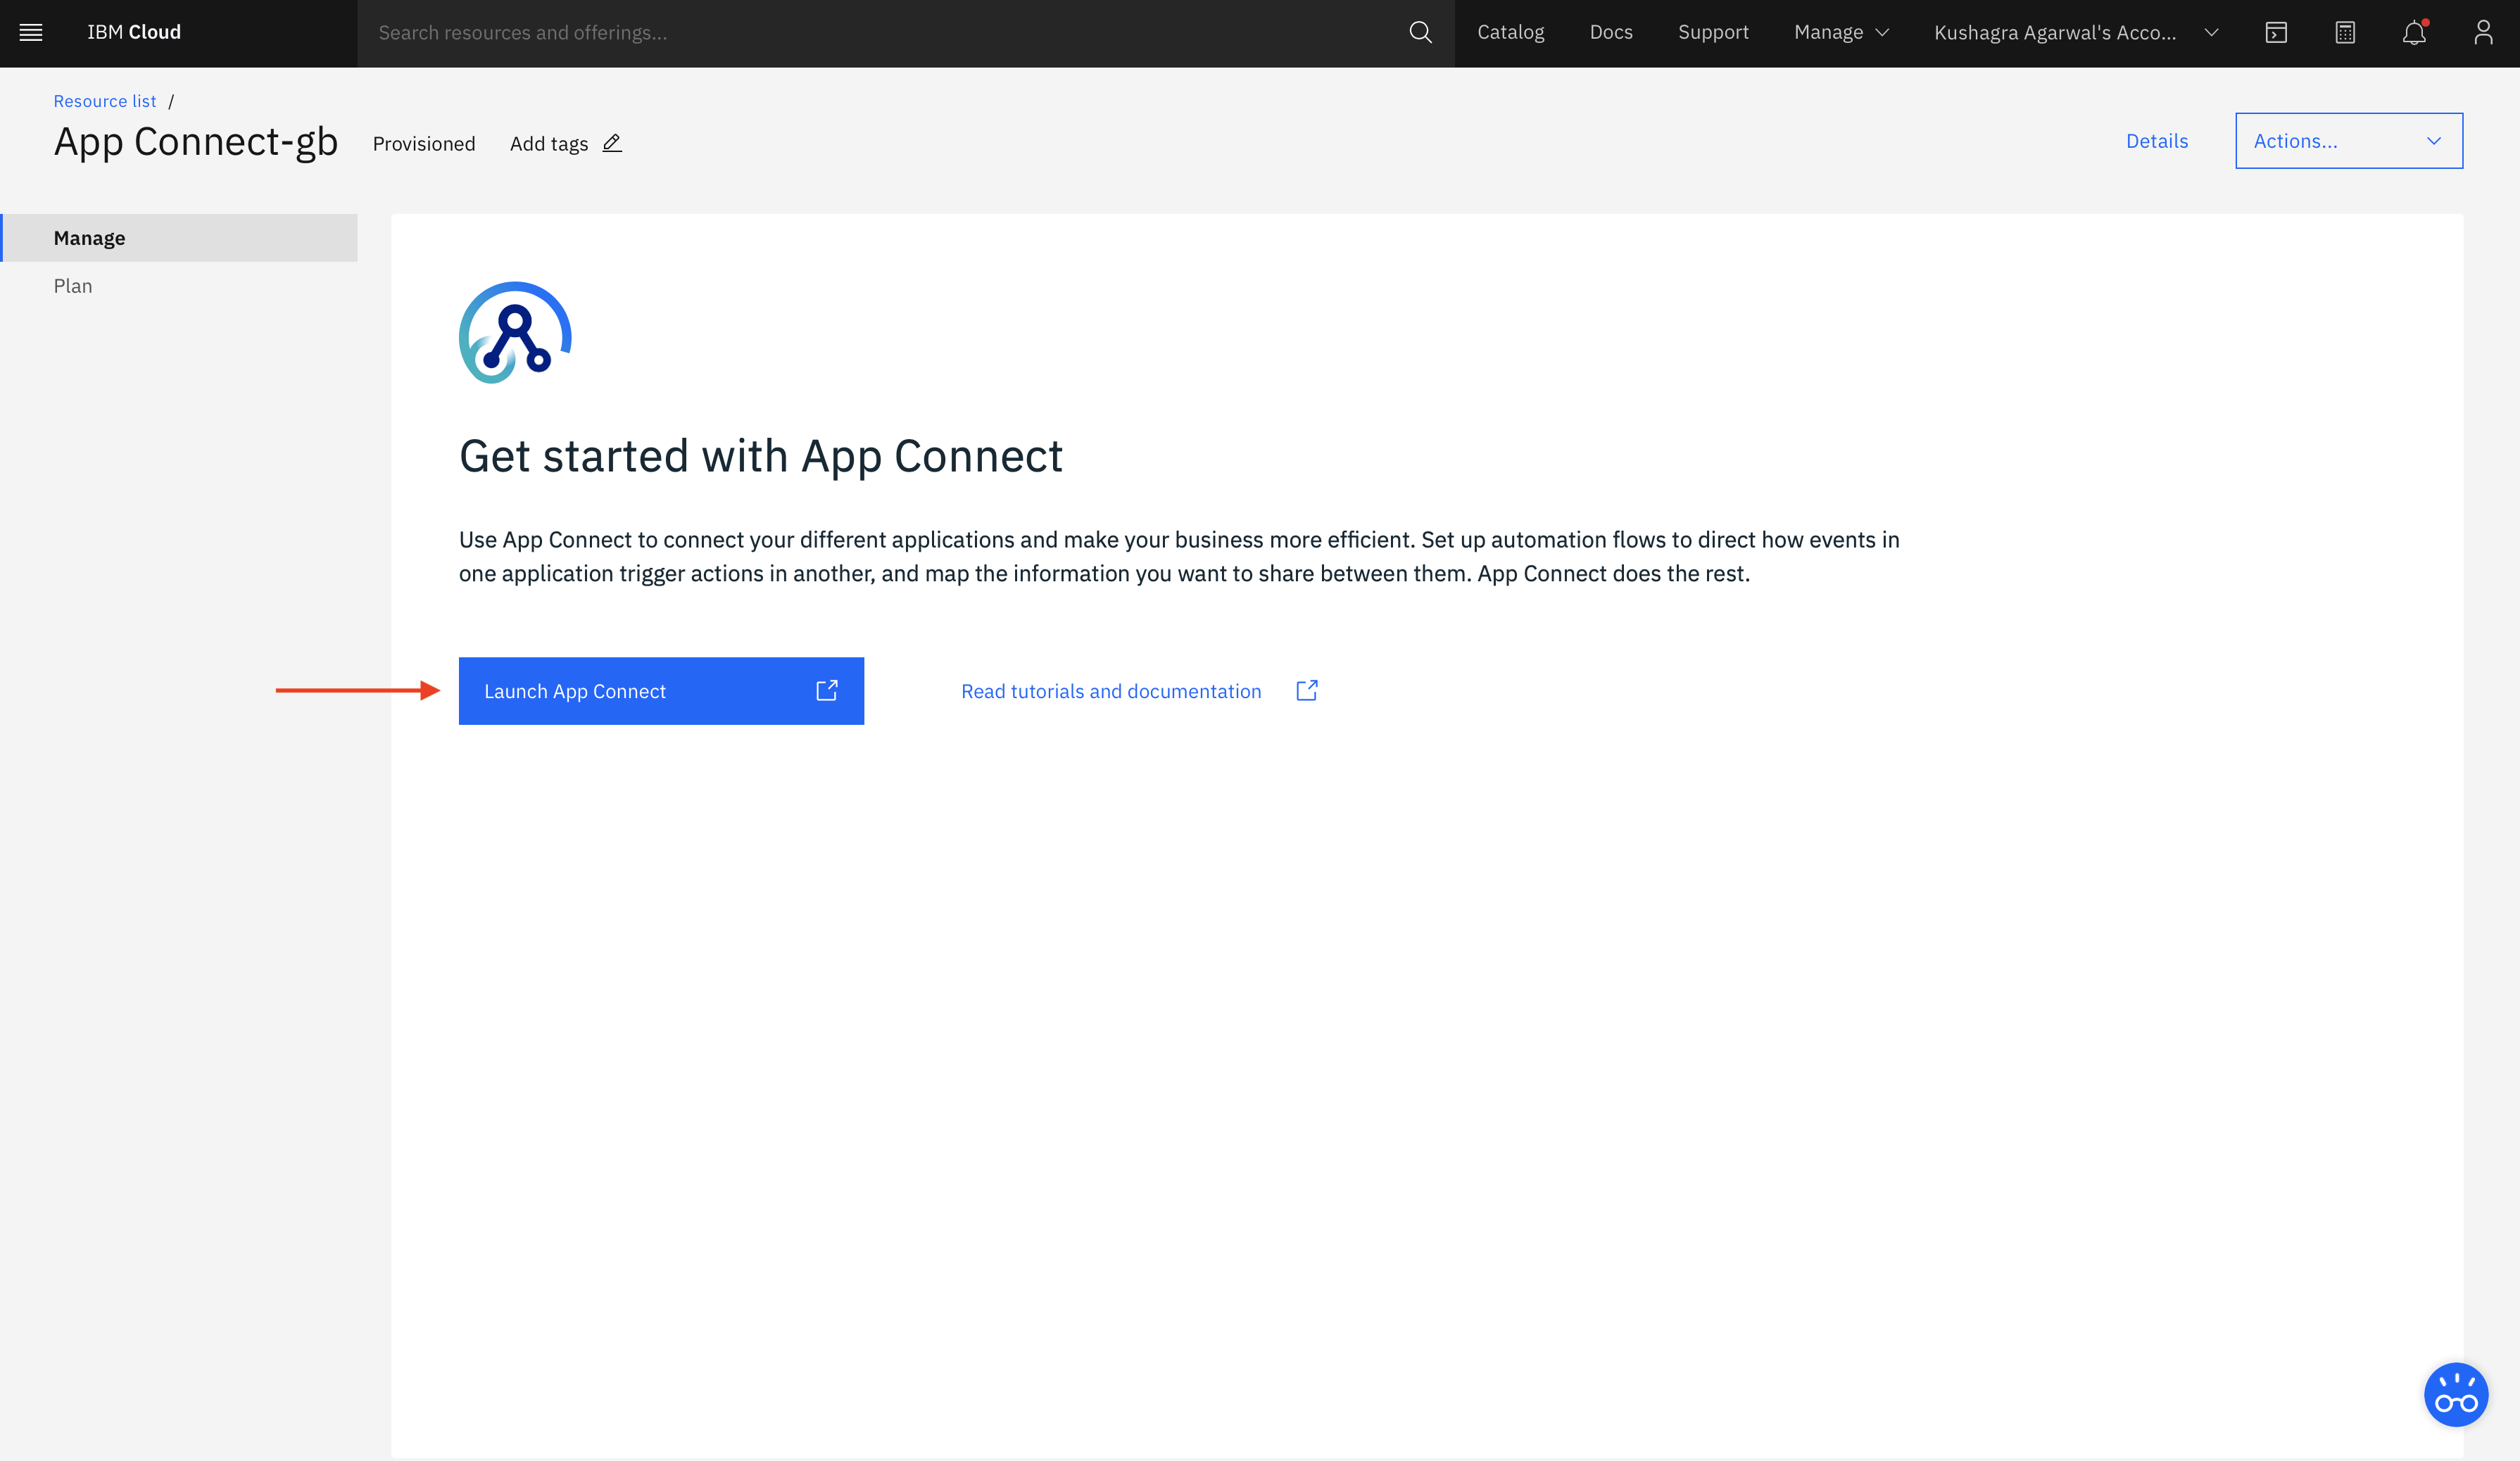 IBM Cloud
Search resources and offerings...
Catalog
Docs
Support
Manage
Kushagra Agarwal's Acco...
Resource list /
App Connect-gb
Provisioned
Add tags
Details
Actions...
Manage
Plan
Get started with App Connect
Use App Connect to connect your different applications and make your business more efficient. Set up automation flows to direct how events in
one application trigger actions in another, and map the information you want to share between them. App Connect does the rest.
Launch App Connect
Read tutorials and documentation